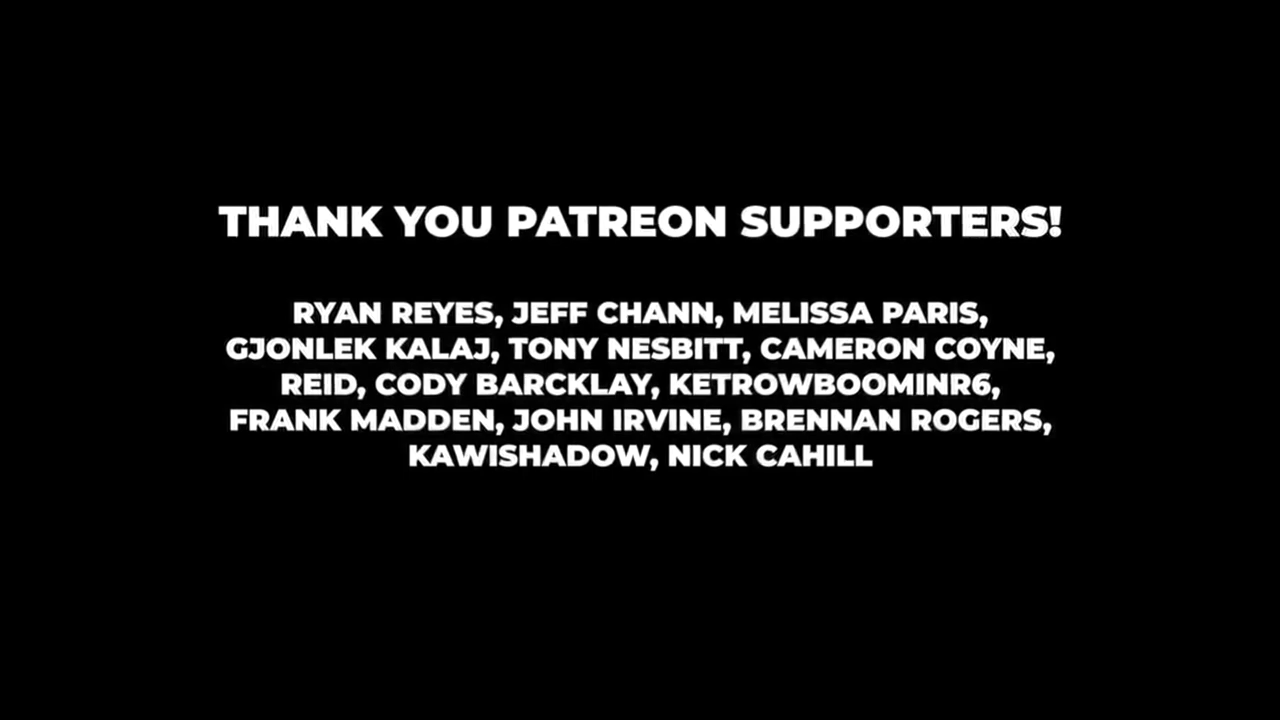 THANK YOU PATREON SUPPORTERS!
RYAN REYES, JEFF CHANN, MELISSA PARIS,
GJONLEK KALAJ, TONY NESBITT, CAMERON COYNE,
REID, CODY BARCKLAY, KETROWBOOMINR6,
FRANK MADDEN, JOHN IRVINE, BRENNAN ROGERS,
KAWISHADOW, NICK CAHILL